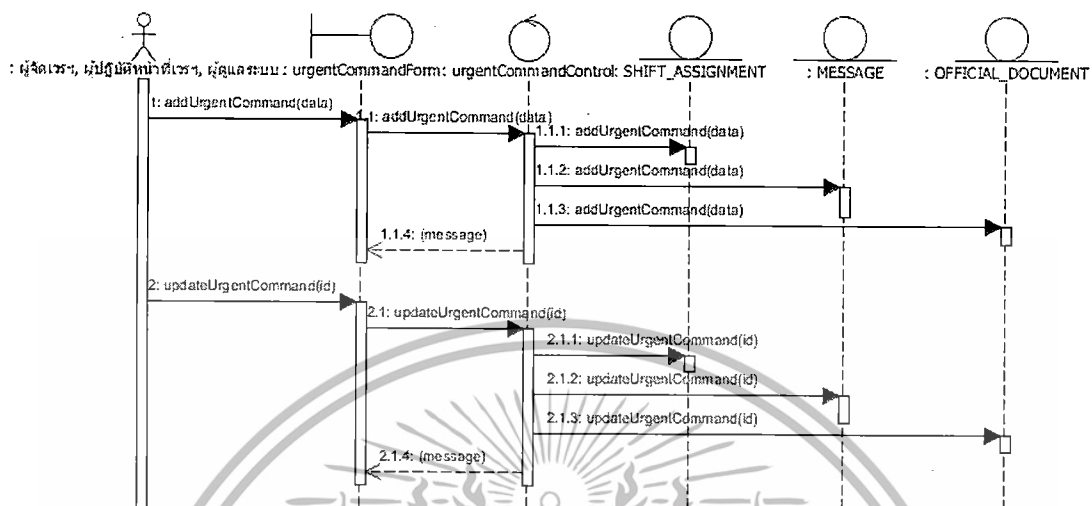 : ผู้จัดเวรฯ, ผู้ปฏิบัติหน้าที่เวรฯ, ผู้ดูแลระบบ : urgentCommandForm : urgentCommandControl : SHIFT_ASSIGNMENT : MESSAGE : OFFICIAL_DOCUMENT
1: addUrgentCommand(data)
1.1: addUrgentCommand(data)
1.1.1: addUrgentCommand(data)
1.1.2: addUrgentCommand(data)
1.1.3: addUrgentCommand(data)
1.1.4: (message)
2: updateUrgentCommand(id)
2.1: updateUrgentCommand(id)
2.1.1: updateUrgentCommand(id)
2.1.2: updateUrgentCommand(id)
2.1.3: updateUrgentCommand(id)
2.1.4: (message)